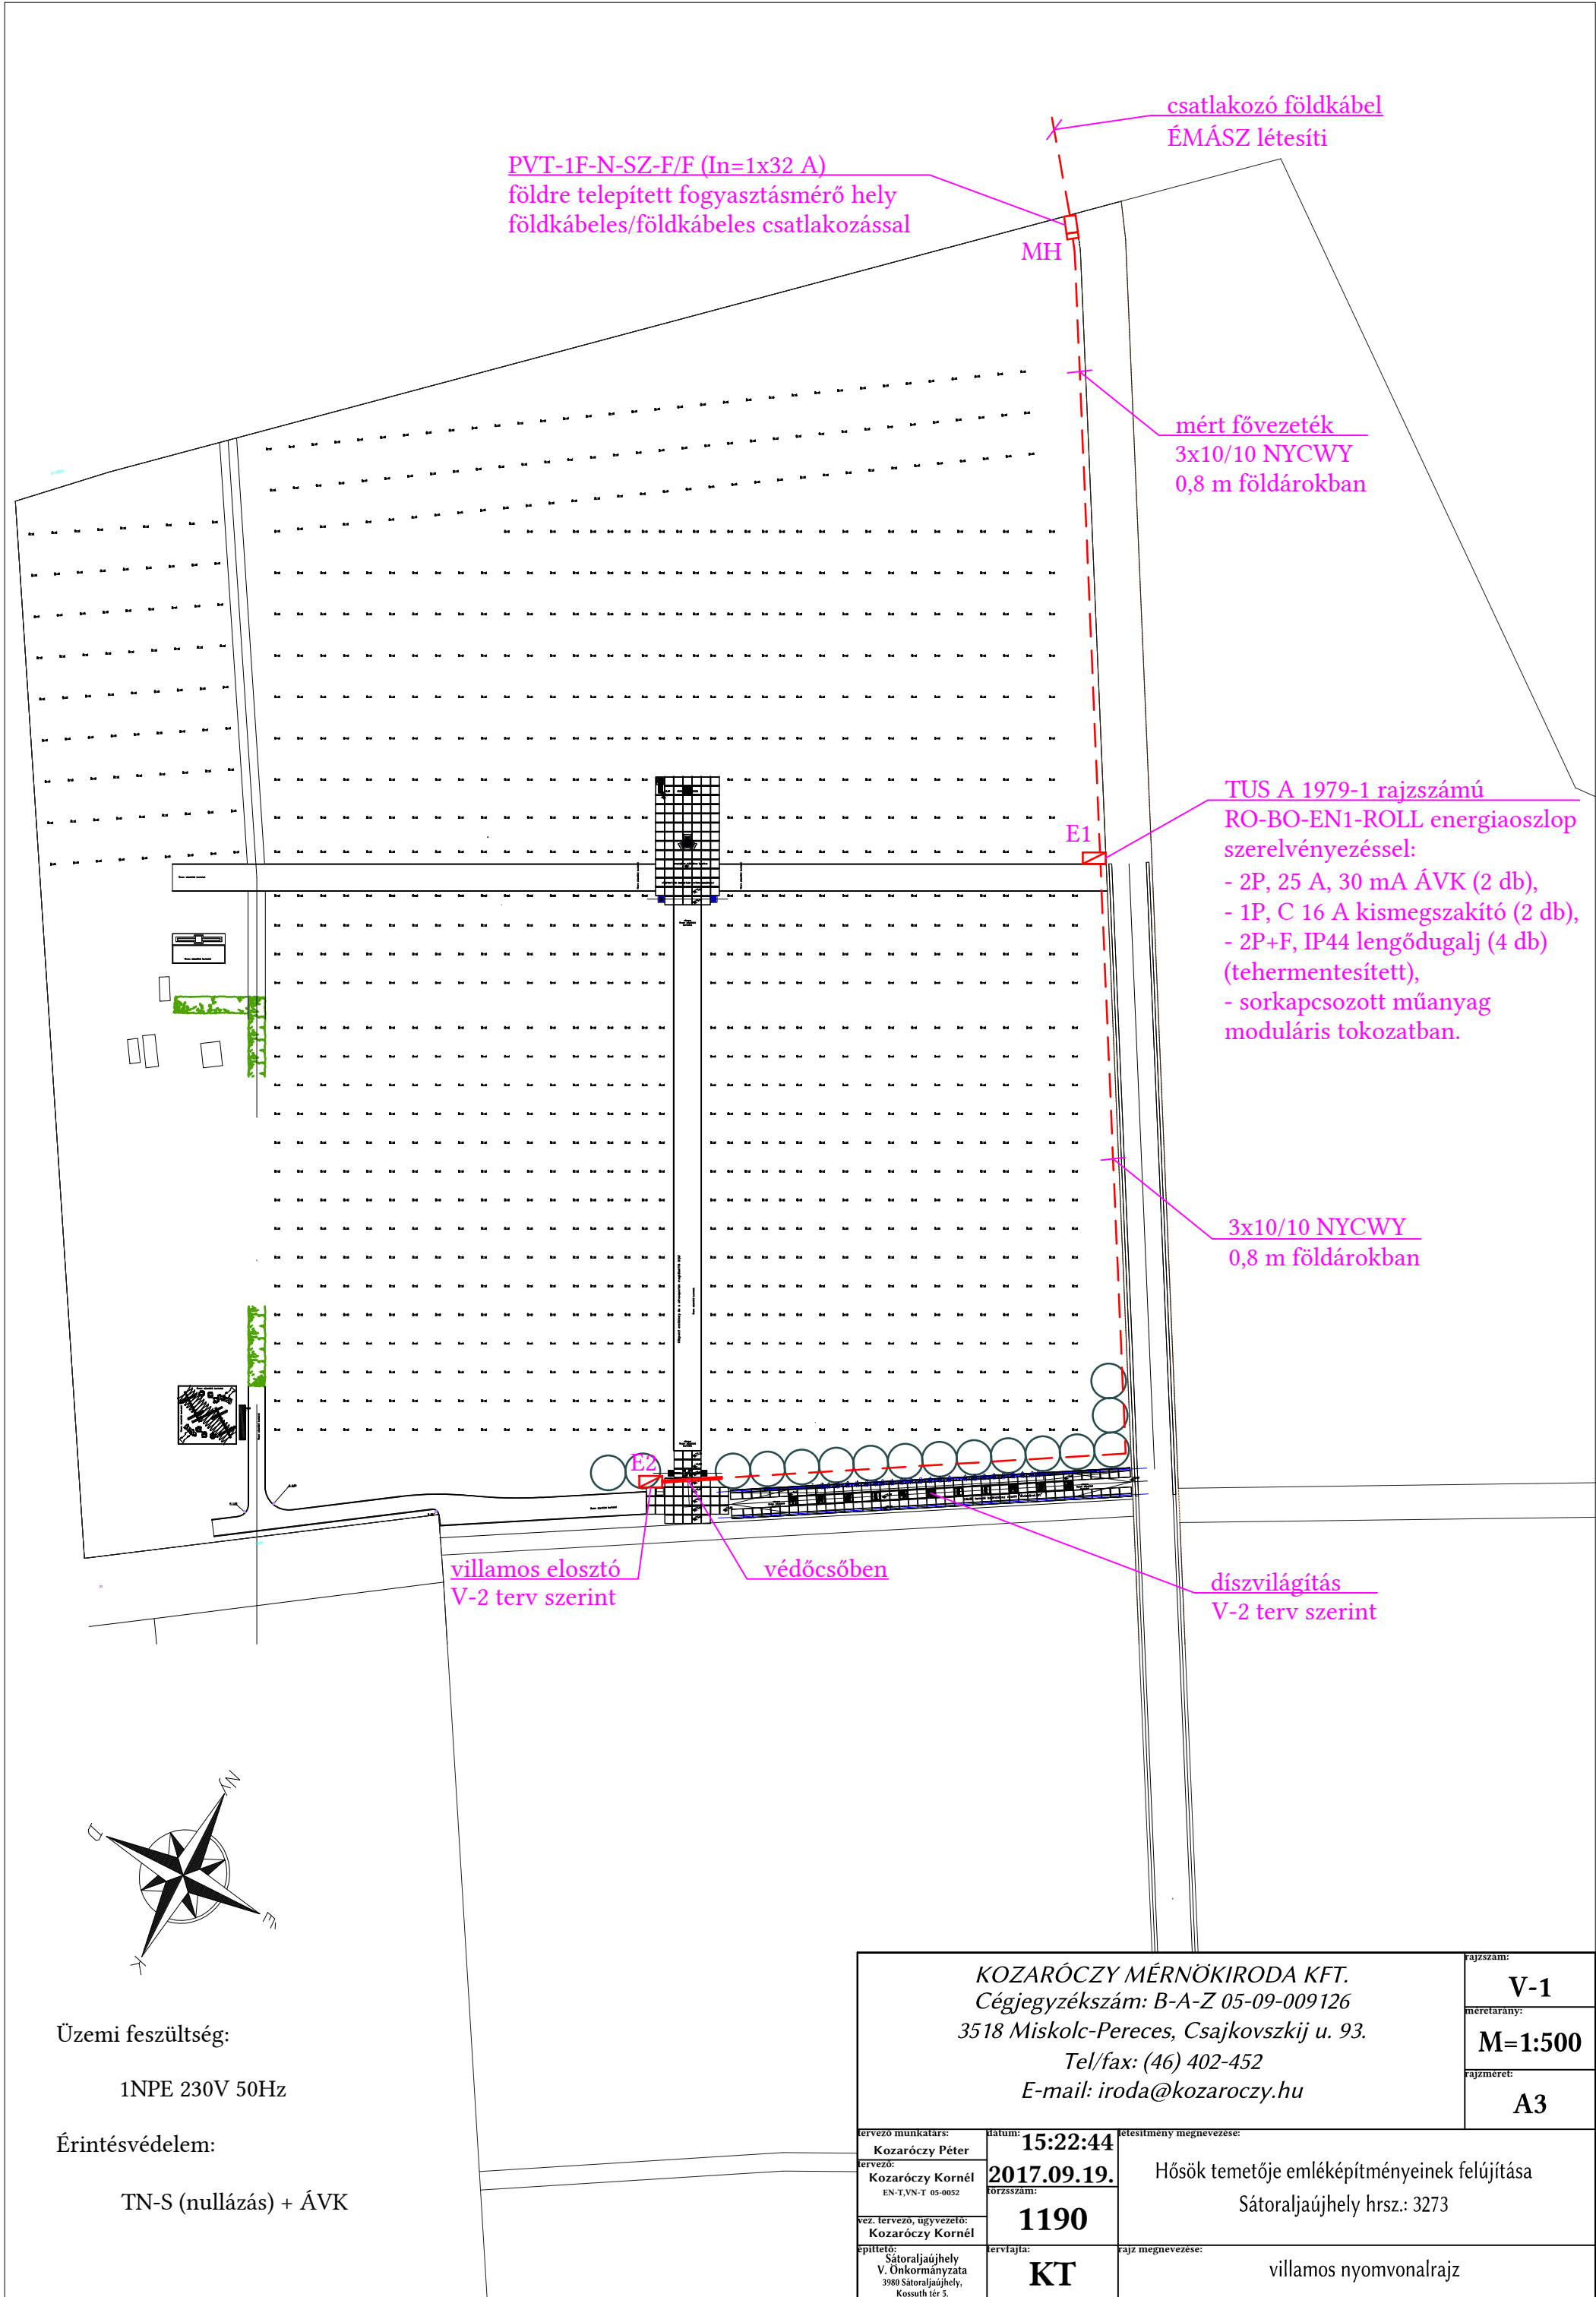 csatlakozó földkábel
ÉMÁSZ létesíti
PVT-1F-N-SZ-F/F (In=1x32 A)
földre telepített fogyasztásmérő hely
földkábeles/földkábeles csatlakozással
MH
mért fővezeték
3x10/10 NYCWY
0,8 m földárokban
TUS A 1979-1 rajzszámú
RO-BO-EN1-ROLL energiaoszlop
szerelvényezéssel:
- 2P, 25 A, 30 mA ÁVK (2 db),
- 1P, C 16 A kismegszakító (2 db),
- 2P+F, IP44 lengődugalj (4 db)
(tehermentesített),
- sorkapcsozott műanyag
moduláris tokozatban.
E1
3x10/10 NYCWY
0,8 m földárokban
E2
villamos elosztó
V-2 terv szerint
védőcsőben
díszvilágítás
V-2 terv szerint
NY
D
É
K
Üzemi feszültség:
1NPE 230V 50Hz
Érintésvédelem:
TN-S (nullázás) + ÁVK
KOZARÓCZY MÉRNÖKIRODA KFT.
Cégjegyzékszám: B-A-Z 05-09-009126
3518 Miskolc-Pereces, Csajkovszkij u. 93.
Tel/fax: (46) 402-452
E-mail: iroda@kozaroczy.hu
rajzszám:
V-1
méretarány:
M=1:500
rajzméret:
A3
tervező munkatárs:
Kozaróczy Péter
tervező:
Kozaróczy Kornél
EN-T,VN-T 05-0052
vez. tervező, ügyvezető:
Kozaróczy Kornél
építtető:
Sátoraljaújhely
V. Önkormányzata
3980 Sátoraljaújhely,
Kossuth tér 5.
dátum:
15:22:44
2017.09.19.
törzsszám:
1190
tervfajta:
KT
létesítmény megnevezése:
Hősök temetője emléképítményeinek felújítása
Sátoraljaújhely hrsz.: 3273
rajz megnevezése:
villamos nyomvonalrajz